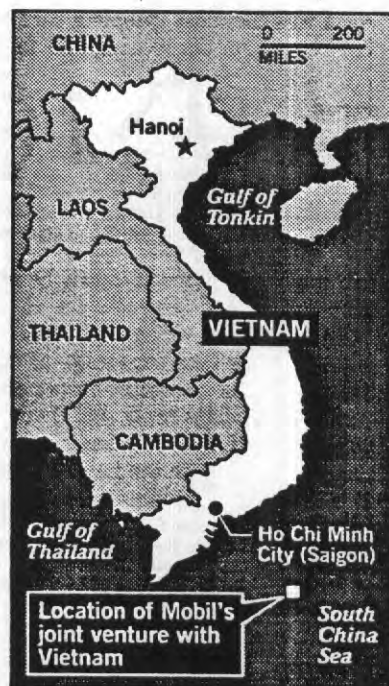 CHINA
0 200
MILES
Hanoi
LAOS
Gulf of
Tonkin
THAILAND
VIETNAM
CAMBODIA
Gulf of
Thailand
Ho Chi Minh
City (Saigon)
Location of Mobil's
joint venture with
Vietnam
South
China
Sea